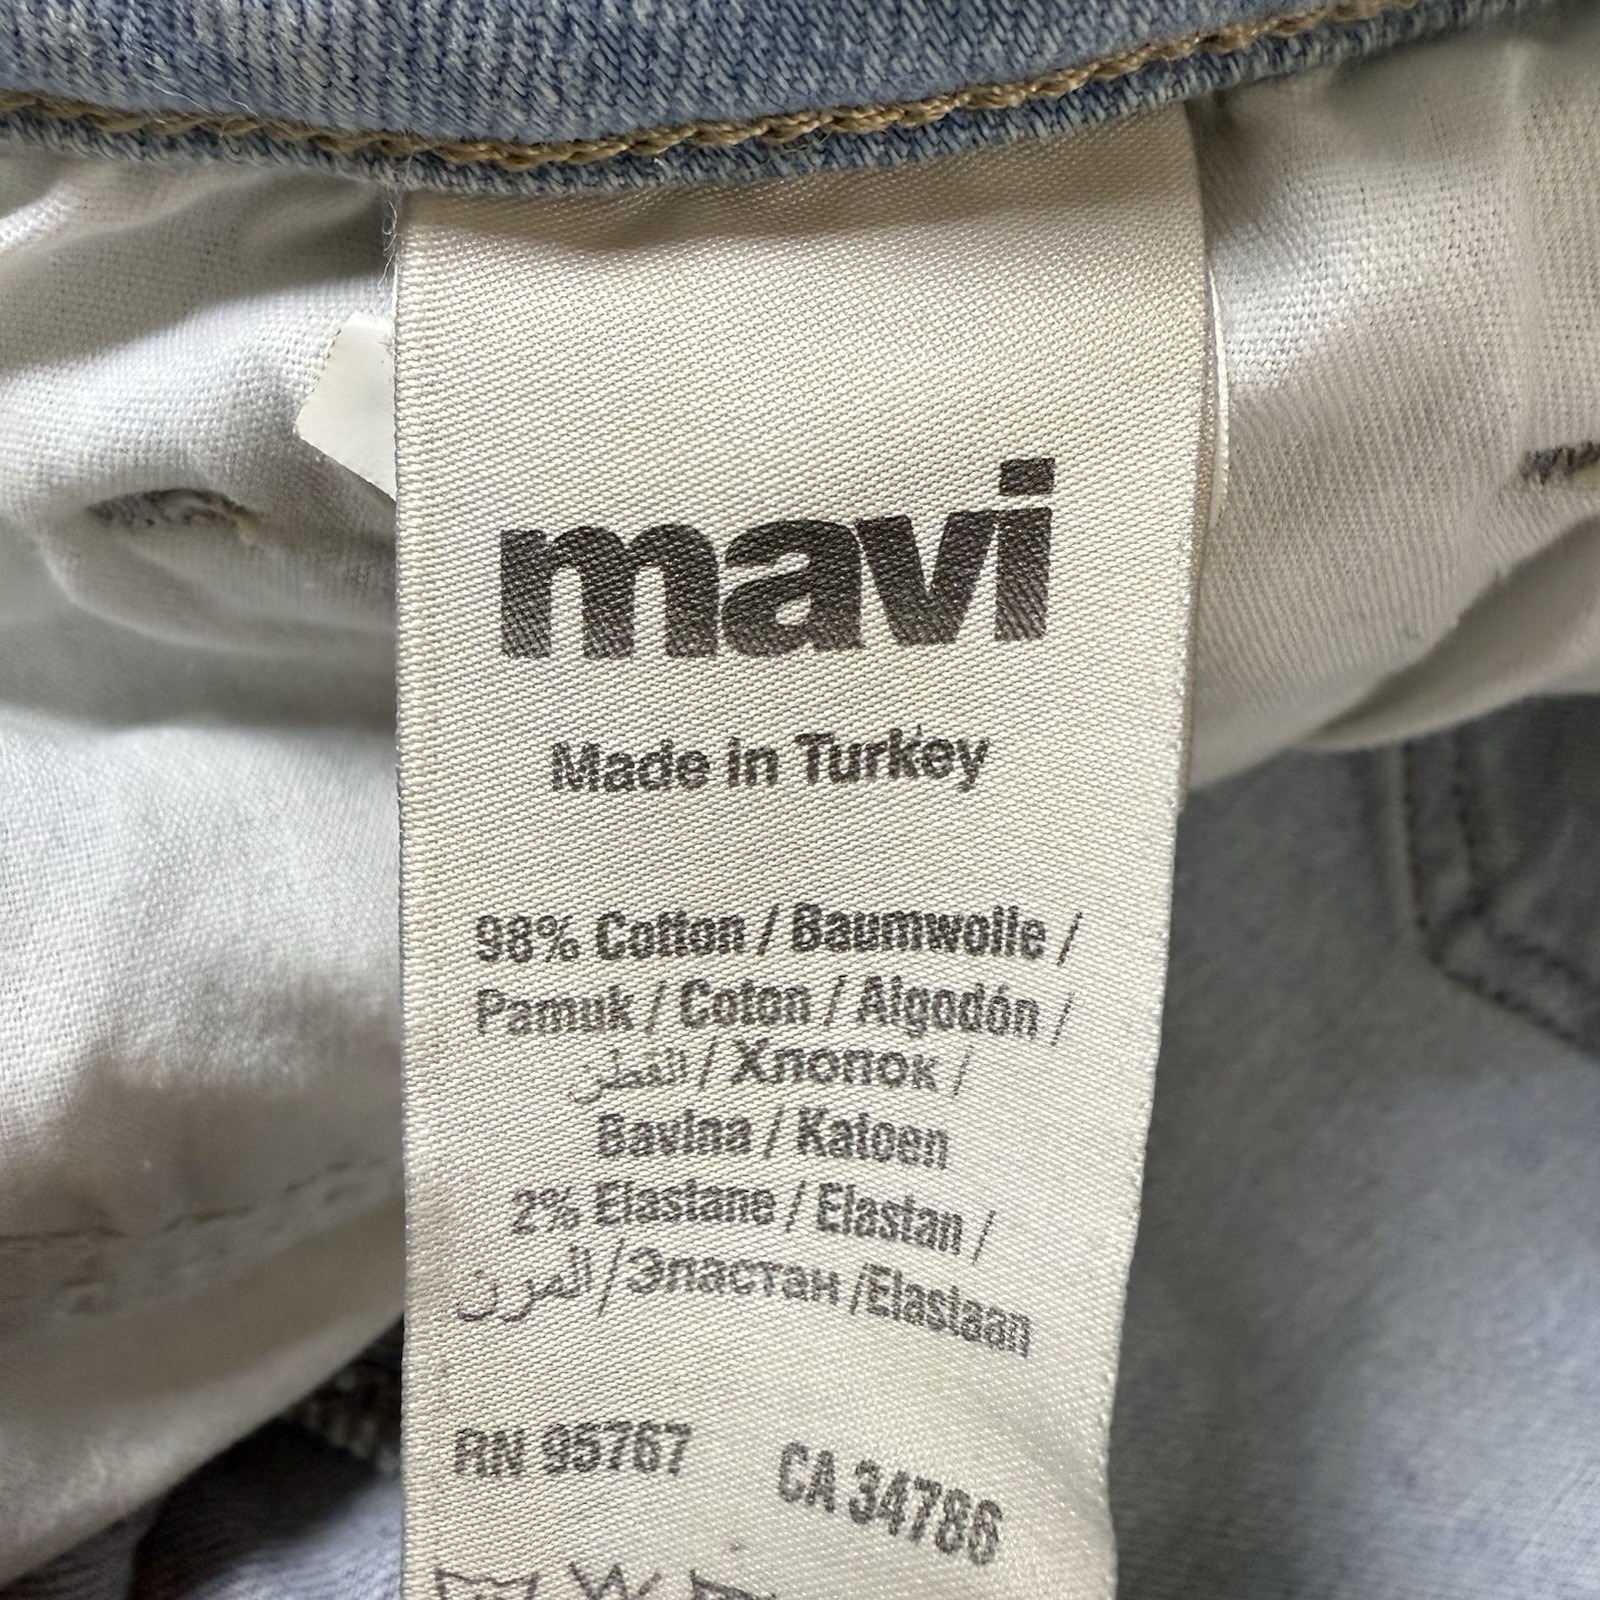 mavi
Made in Turkey
98% Cotton / Baumwolle /
Pamuk / Coton / Algodón /
القطن / Хлопок /
Bavlna / Katoen
2% Elastane / Elastan /
المرن / Эластан /Elastaan
RN 95767 CA 34786